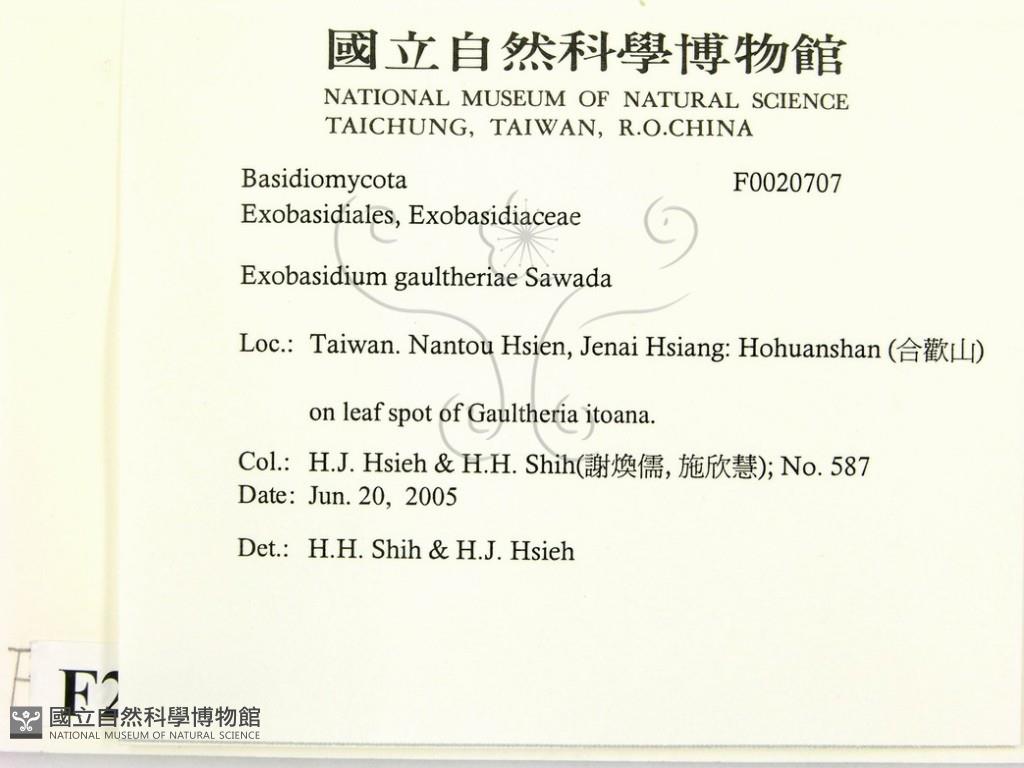 國立自然科學博物館
NATIONAL MUSEUM OF NATURAL SCIENCE
TAICHUNG, TAIWAN, R.O.CHINA
Basidiomycota F0020707
Exobasidiales, Exobasidiaceae
Exobasidium gaultheriae Sawada
Loc.: Taiwan. Nantou Hsien, Jenai Hsiang: Hohuanshan (合歡山)
on leaf spot of Gaultheria itoana.
Col.: H.J. Hsieh & H.H. Shih(謝煥儒, 施欣慧); No. 587
Date: Jun. 20, 2005
Det.: H.H. Shih & H.J. Hsieh
F2
國立自然科學博物館
NATIONAL MUSEUM OF NATURAL SCIENCE